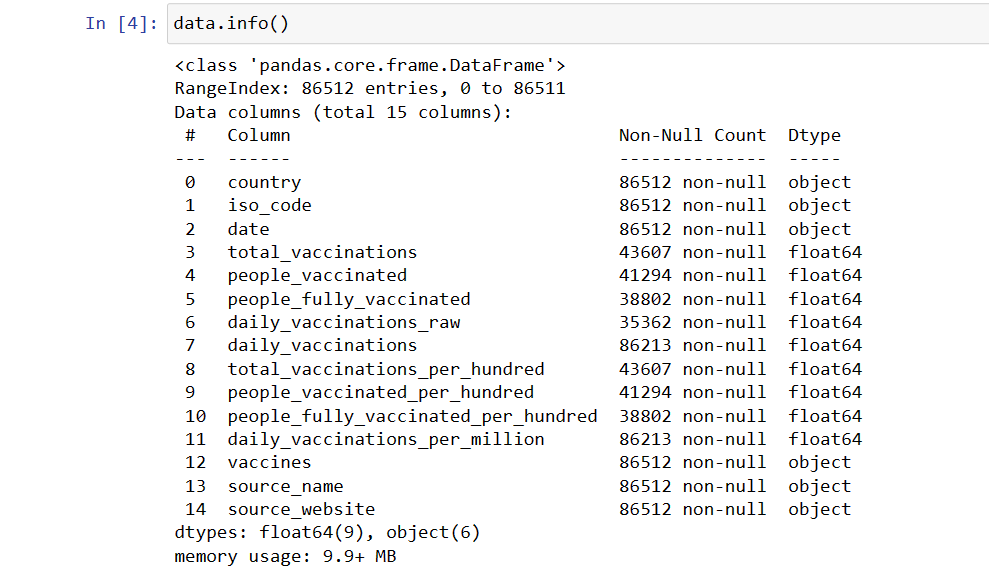 In [4]: data.info()
<class 'pandas.core.frame.DataFrame'>
RangeIndex: 86512 entries, 0 to 86511
Data columns (total 15 columns):
 #   Column                               Non-Null Count  Dtype
---  ------                               --------------  -----
 0   country                              86512 non-null  object
 1   iso_code                             86512 non-null  object
 2   date                                 86512 non-null  object
 3   total_vaccinations                   43607 non-null  float64
 4   people_vaccinated                    41294 non-null  float64
 5   people_fully_vaccinated              38802 non-null  float64
 6   daily_vaccinations_raw               35362 non-null  float64
 7   daily_vaccinations                   86213 non-null  float64
 8   total_vaccinations_per_hundred       43607 non-null  float64
 9   people_vaccinated_per_hundred        41294 non-null  float64
 10  people_fully_vaccinated_per_hundred  38802 non-null  float64
 11  daily_vaccinations_per_million       86213 non-null  float64
 12  vaccines                             86512 non-null  object
 13  source_name                          86512 non-null  object
 14  source_website                       86512 non-null  object
dtypes: float64(9), object(6)
memory usage: 9.9+ MB